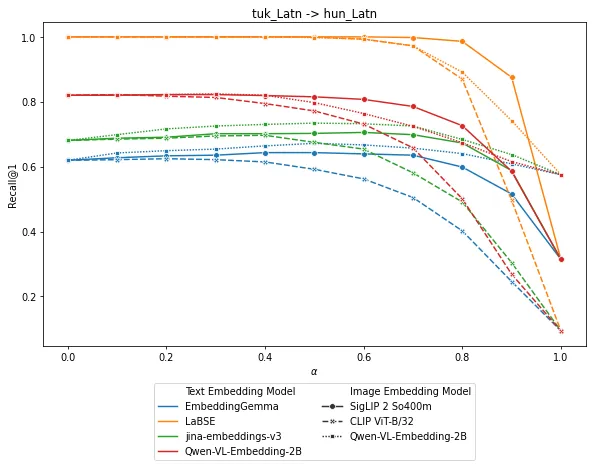 tuk_Latn -> hun_Latn
Recall@1
1.0
0.8
0.6
0.4
0.2
0.0 0.2 0.4 0.6 0.8 1.0
α
Text Embedding Model
EmbeddingGemma
LaBSE
jina-embeddings-v3
Qwen-VL-Embedding-2B
Image Embedding Model
SigLIP 2 So400m
CLIP ViT-B/32
Qwen-VL-Embedding-2B